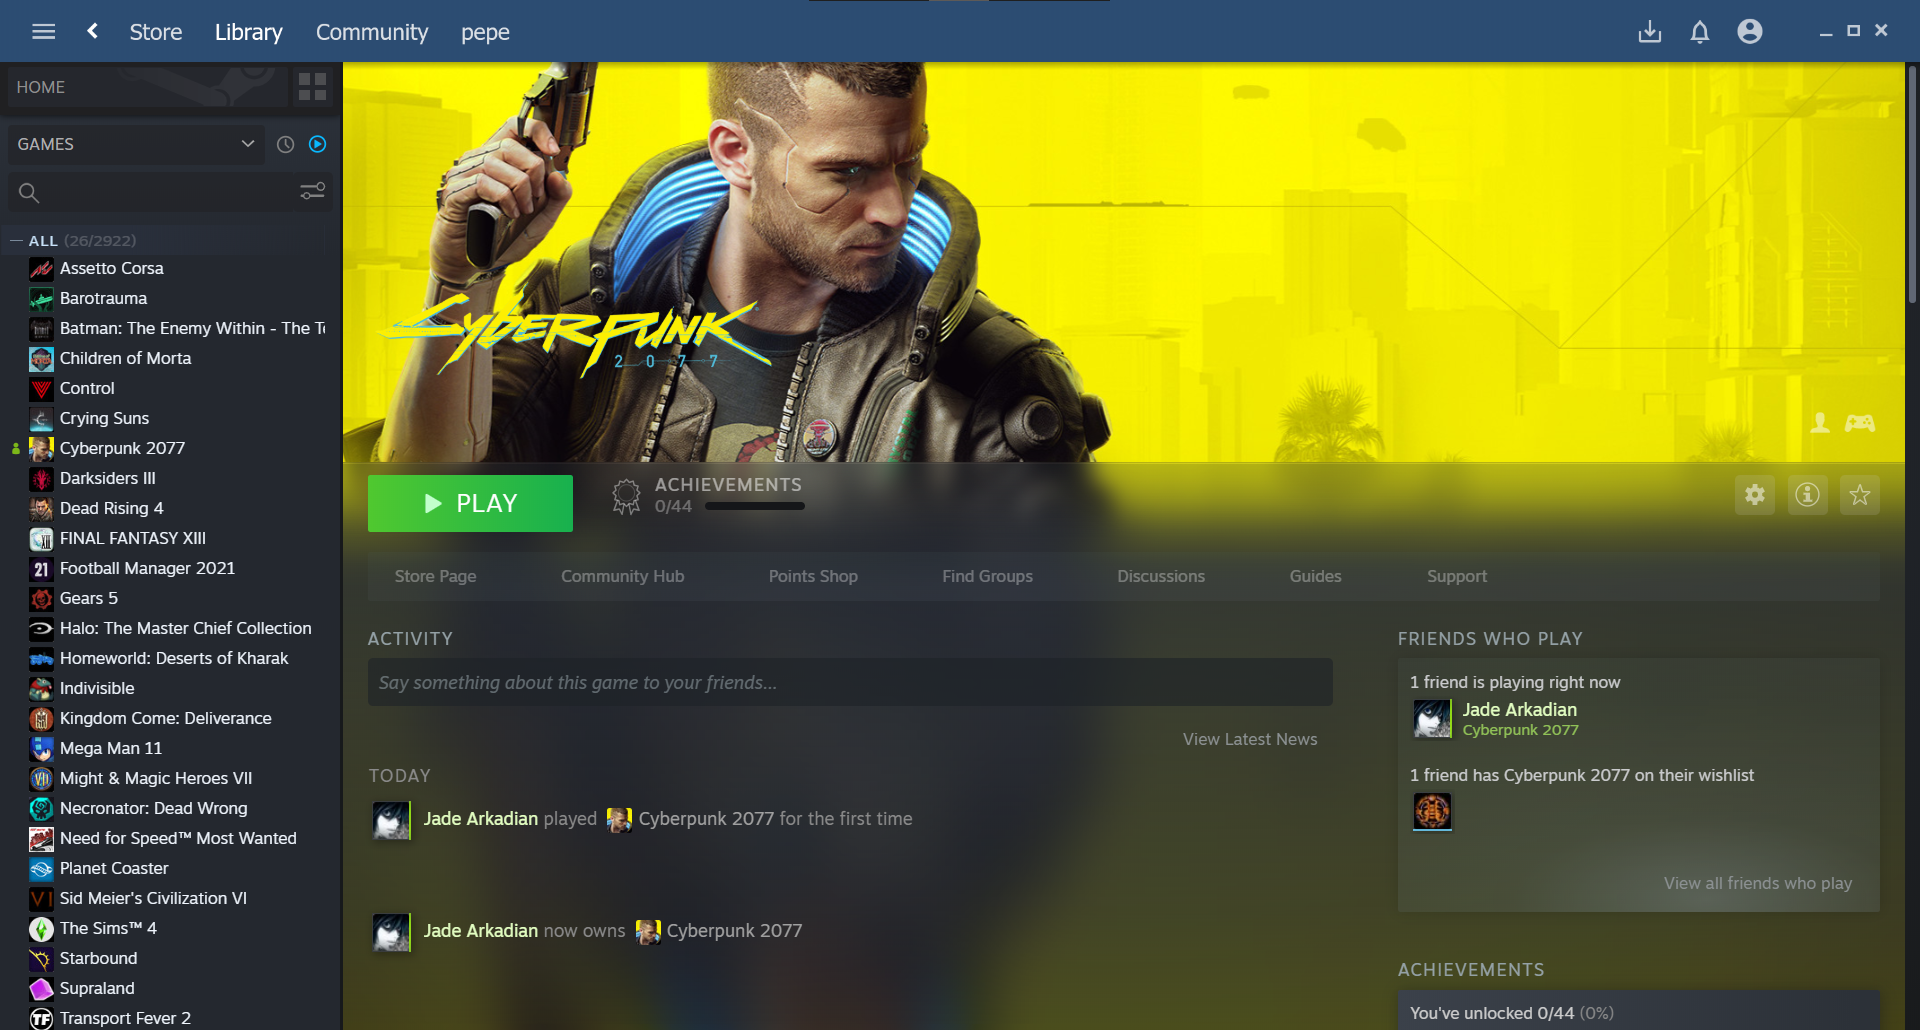 Store
Library
Community
pepe
HOME
GAMES
ALL (26/2922)
Assetto Corsa
Barotrauma
Batman: The Enemy Within - The Te
Children of Morta
Control
Crying Suns
Cyberpunk 2077
Darksiders III
Dead Rising 4
FINAL FANTASY XIII
21 Football Manager 2021
Gears 5
Halo: The Master Chief Collection
Homeworld: Deserts of Kharak
Indivisible
Kingdom Come: Deliverance
Mega Man 11
Might & Magic Heroes VII
Necronator: Dead Wrong
Need for Speed™ Most Wanted
Planet Coaster
VI Sid Meier's Civilization VI
The Sims™ 4
Starbound
Supraland
TF Transport Fever 2
CYBERPUNK
2077
PLAY
ACHIEVEMENTS
0/44
Store Page
Community Hub
Points Shop
Find Groups
Discussions
Guides
Support
ACTIVITY
Say something about this game to your friends...
View Latest News
TODAY
Jade Arkadian played Cyberpunk 2077 for the first time
Jade Arkadian now owns Cyberpunk 2077
FRIENDS WHO PLAY
1 friend is playing right now
Jade Arkadian
Cyberpunk 2077
1 friend has Cyberpunk 2077 on their wishlist
View all friends who play
ACHIEVEMENTS
You've unlocked 0/44 (0%)